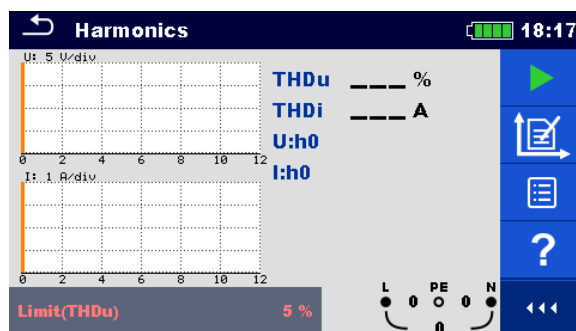 Harmonics 18:17
U: 5 V/div
0 2 4 6 8 10 12
I: 1 A/div
0 2 4 6 8 10 12
THDu ___ %
THDi ___ A
U:h0
I:h0
?
Limit(THDu) 5 %
L PE N
0 0
0